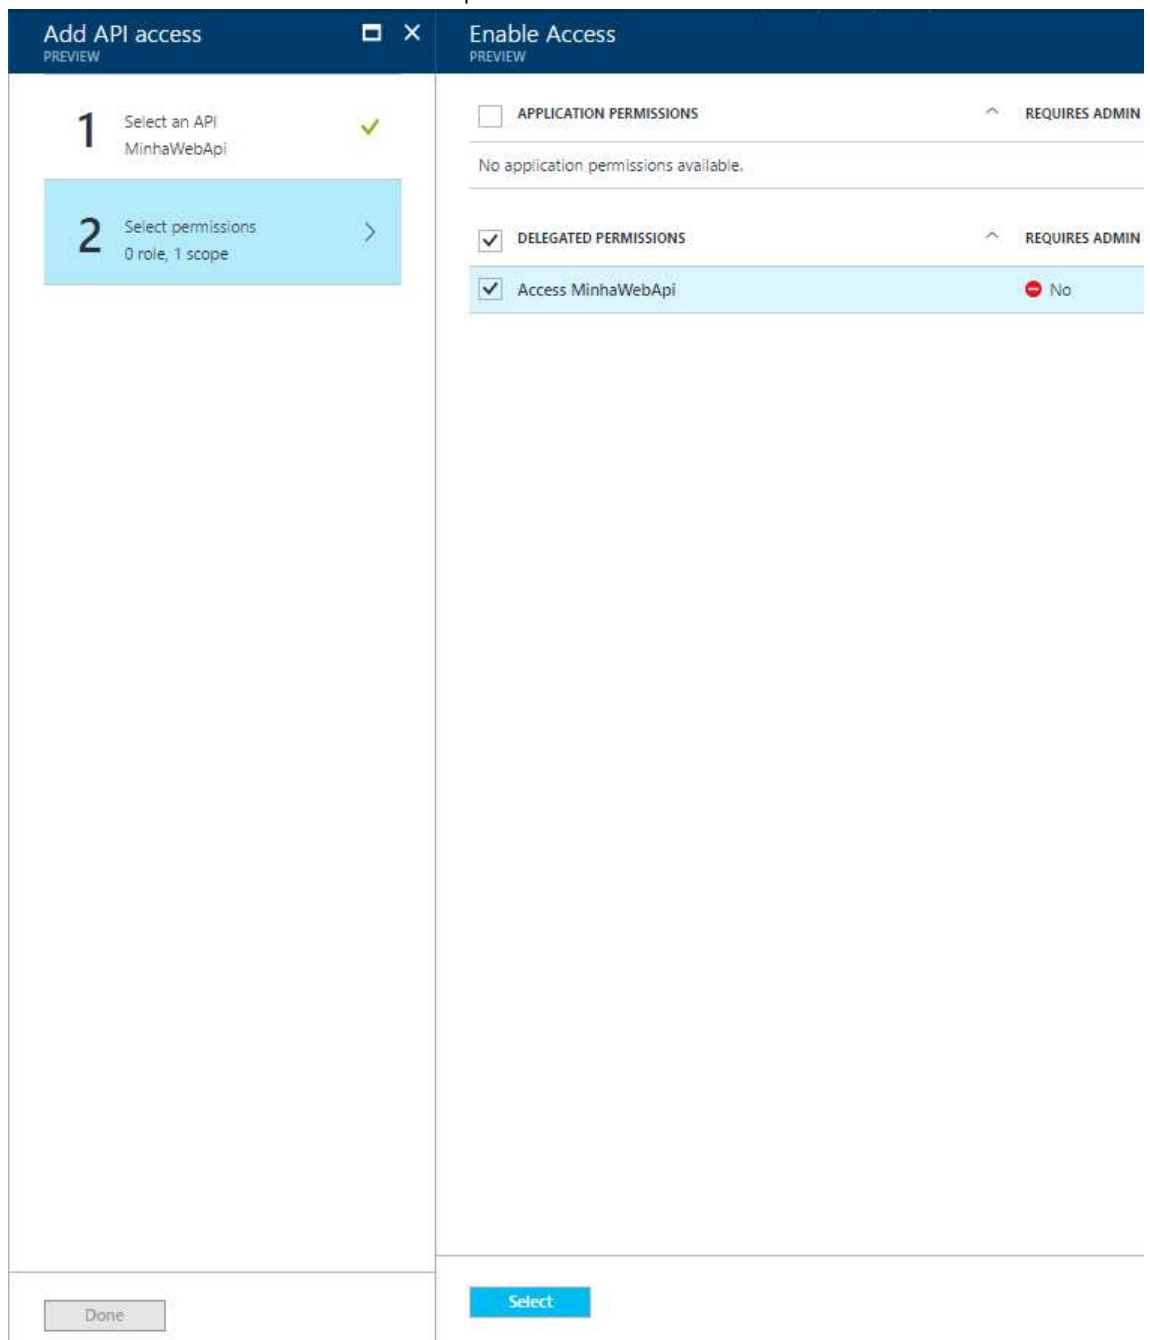 Add API access
PREVIEW
1
Select an API
MinhaWebApi
2
Select permissions
0 role, 1 scope
Done
Enable Access
PREVIEW
APPLICATION PERMISSIONS
REQUIRES ADMIN
No application permissions available.
DELEGATED PERMISSIONS
REQUIRES ADMIN
Access MinhaWebApi
No
Select